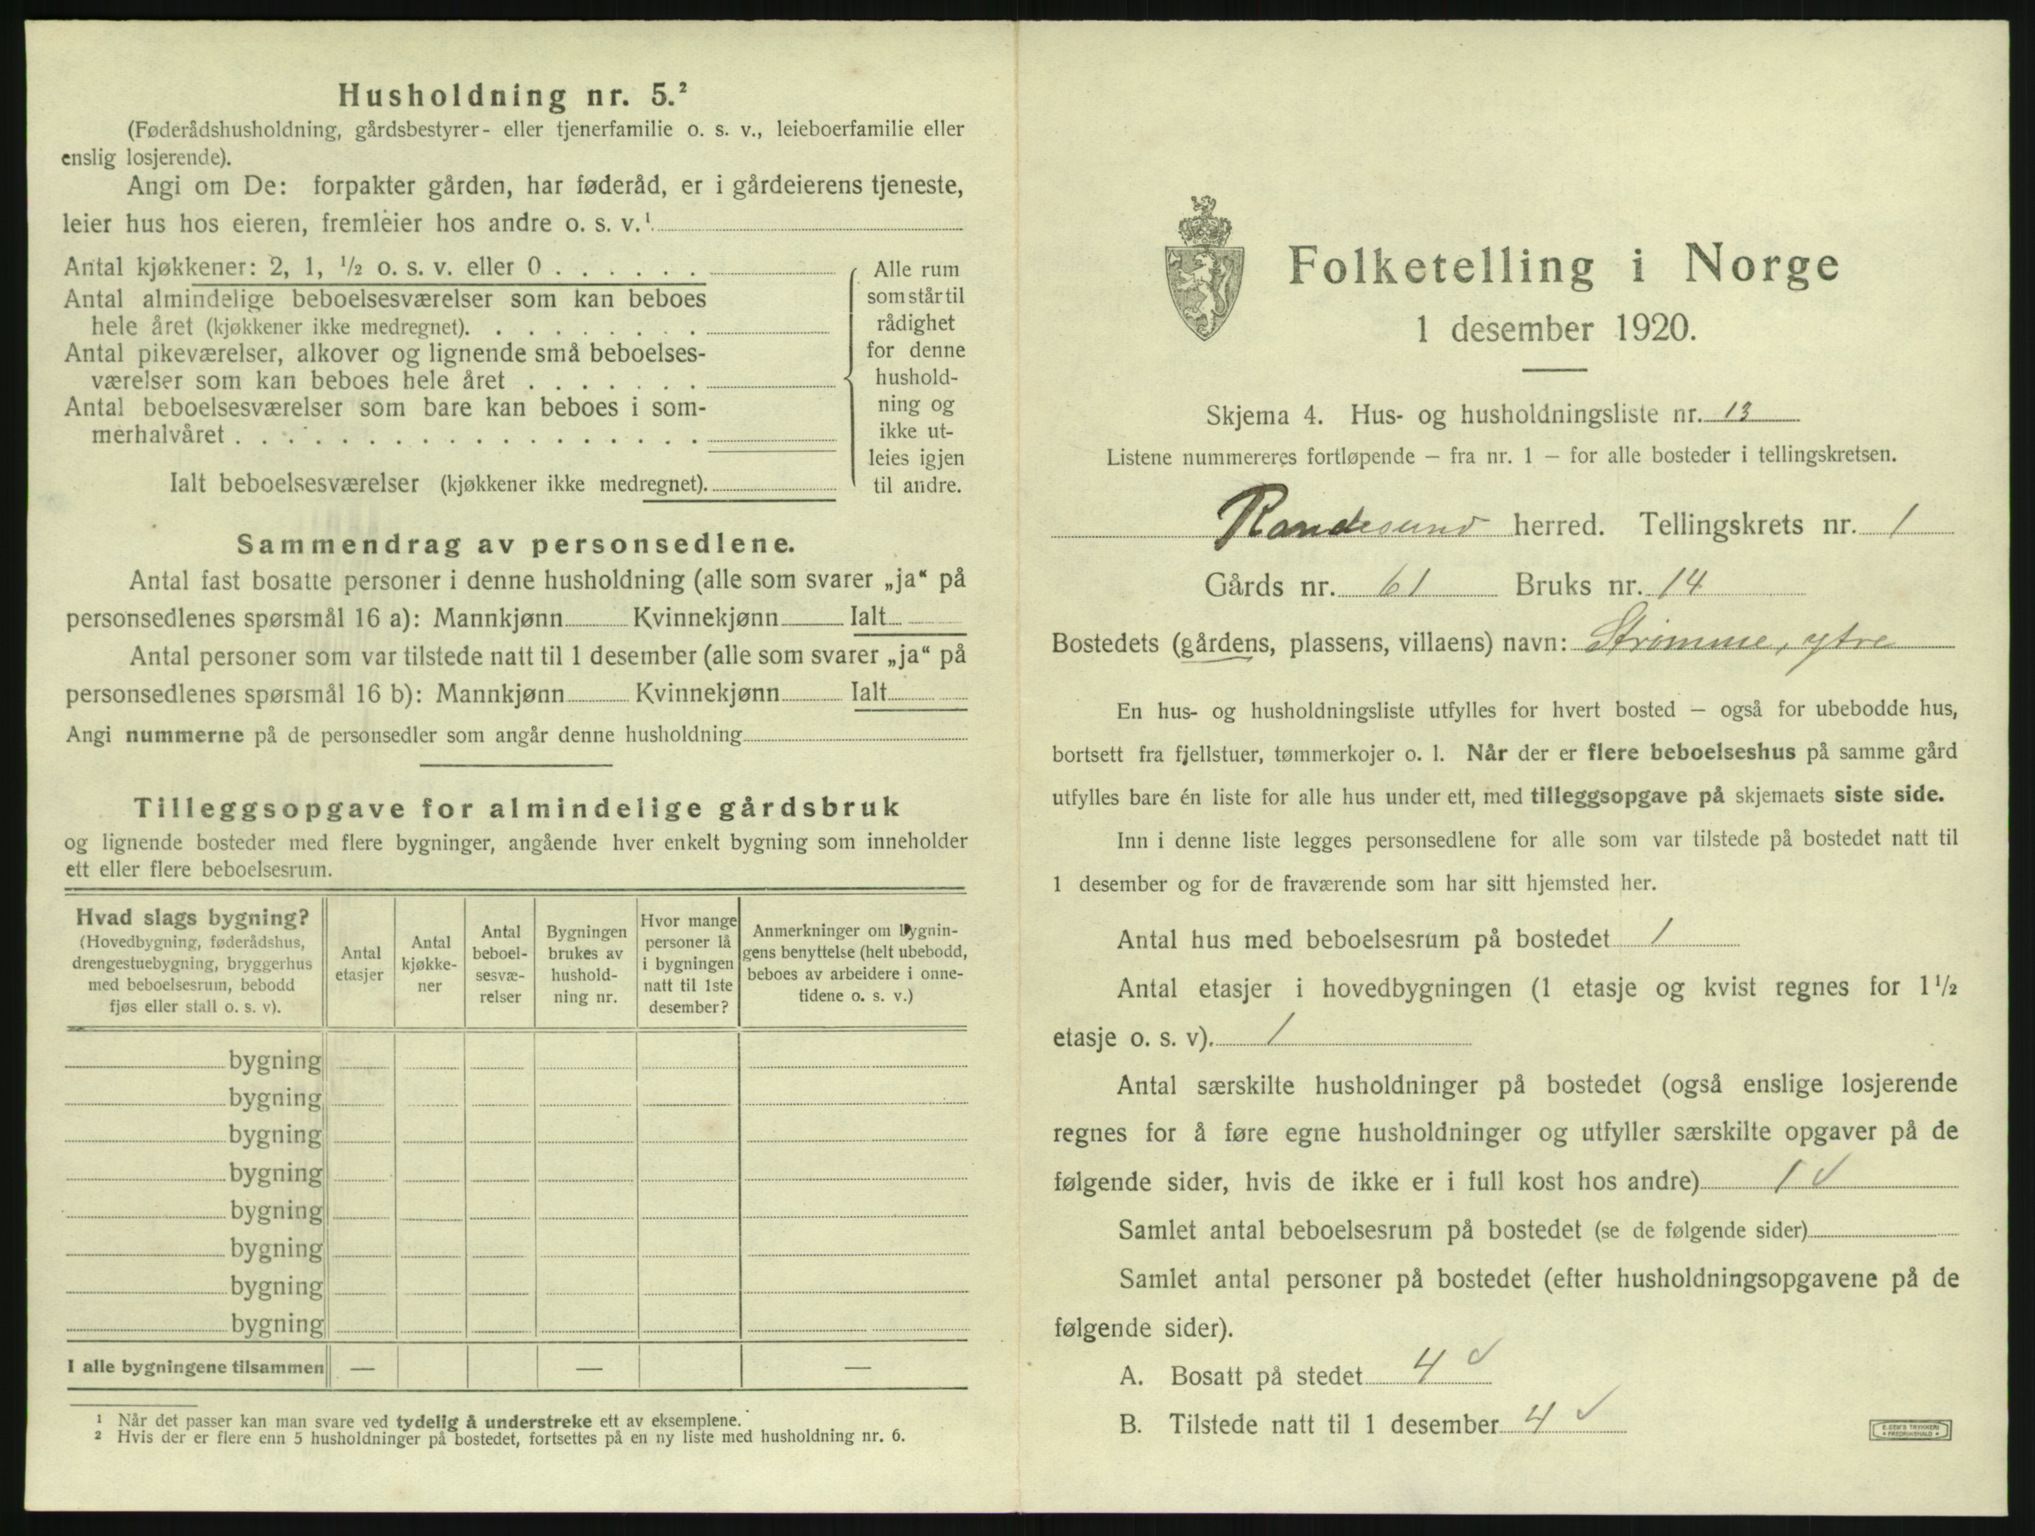 Husholdning nr. 5.²
(Føderådshusholdning, gårdsbestyrer- eller tjenerfamilie o. s. v., leieboerfamilie eller
enslig losjerende).
Angi om De: forpakter gården, har føderåd, er i gårdeierens tjeneste,
leier hus hos eieren, fremleier hos andre o. s. v.¹
Antal kjøkkener: 2, 1, ½ o. s. v. eller 0 . . . . . .
Antal almindelige beboelsesværelser som kan beboes
hele året (kjøkkener ikke medregnet). . . . . . . . .
Antal pikeværelser, alkover og lignende små beboelses-
værelser som kan beboes hele året . . . . . . .
Antal beboelsesværelser som bare kan beboes i som-
merhalvåret . . . . . . . . . . . . . . . . . .
Ialt beboelsesværelser (kjøkkener ikke medregnet).
Alle rum
som står til
rådighet
for denne
hushold-
ning og
ikke ut-
leies igjen
til andre.
Sammendrag av personsedlene.
Antal fast bosatte personer i denne husholdning (alle som svarer „ja“ på
personsedlenes spørsmål 16 a): Mannkjønn Kvinnekjønn Ialt
Antal personer som var tilstede natt til 1 desember (alle som svarer „ja“ på
personsedlenes spørsmål 16 b): Mannkjønn Kvinnekjønn Ialt
Angi nummerne på de personsedler som angår denne husholdning
Tilleggsopgave for almindelige gårdsbruk
og lignende bosteder med flere bygninger, angående hver enkelt bygning som inneholder
ett eller flere beboelsesrum.
Hvad slags bygning?
(Hovedbygning, føderådshus,
drengestuebygning, bryggerhus
med beboelsesrum, bebodd
fjøs eller stall o. s. v).
Antal
etasjer
Antal
kjøkke-
ner
Antal
beboel-
sesvæ-
relser
Bygningen
brukes av
hushold-
ning nr.
Hvor mange
personer lå
i bygningen
natt til 1ste
desember?
Anmerkninger om bygnin-
gens benyttelse (helt ubebodd,
beboes av arbeidere i onne-
tidene o. s. v.)
bygning
bygning
bygning
bygning
bygning
bygning
bygning
bygning
I alle bygningene tilsammen — — —
¹ Når det passer kan man svare ved tydelig å understreke ett av eksemplene.
² Hvis der er flere enn 5 husholdninger på bostedet, fortsettes på en ny liste med husholdning nr. 6.
Folketelling i Norge
1 desember 1920.
Skjema 4. Hus- og husholdningsliste nr. 13
Listene nummereres fortløpende – fra nr. 1 – for alle bosteder i tellingskretsen.
Randesund herred. Tellingskrets nr. 1
Gårds nr. 61 Bruks nr. 14
Bostedets (gårdens, plassens, villaens) navn: Strømme, ytre
En hus- og husholdningsliste utfylles for hvert bosted – også for ubebodde hus,
bortsett fra fjellstuer, tømmerkojer o. l. Når der er flere beboelseshus på samme gård
utfylles bare én liste for alle hus under ett, med tilleggsopgave på skjemaets siste side.
Inn i denne liste legges personsedlene for alle som var tilstede på bostedet natt til
1 desember og for de fraværende som har sitt hjemsted her.
Antal hus med beboelsesrum på bostedet 1
Antal etasjer i hovedbygningen (1 etasje og kvist regnes for 1½
etasje o. s. v). 1
Antal særskilte husholdninger på bostedet (også enslige losjerende
regnes for å føre egne husholdninger og utfyller særskilte opgaver på de
følgende sider, hvis de ikke er i full kost hos andre) 1 ✓
Samlet antal beboelsesrum på bostedet (se de følgende sider)
Samlet antal personer på bostedet (efter husholdningsopgavene på de
følgende sider).
A. Bosatt på stedet 4 ✓
B. Tilstede natt til 1 desember 4 ✓